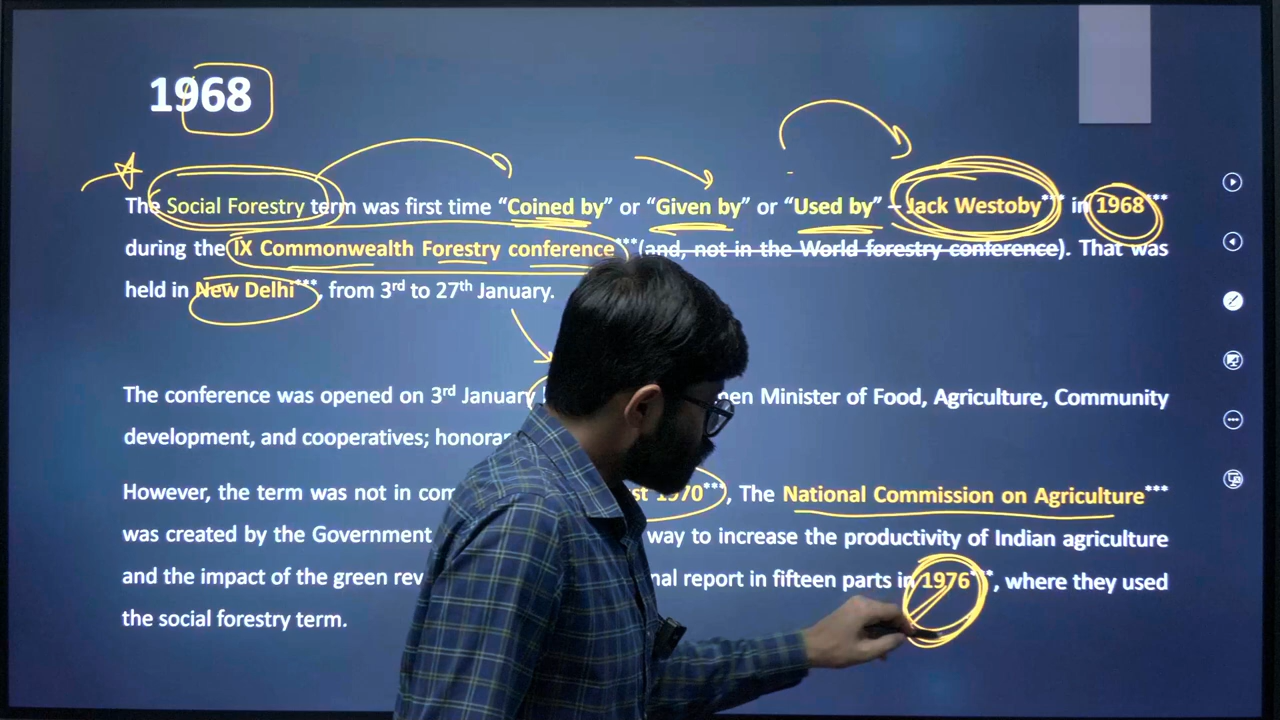 1968
The Social Forestry term was first time “Coined by” or “Given by” or “Used by” – Jack Westoby*** in 1968***
during the IX Commonwealth Forestry conference***(and, not in the World forestry conference). That was
held in New Delhi***, from 3rd to 27th January.
The conference was opened on 3rd January Minister of Food, Agriculture, Community
development, and cooperatives;
However, the term was not in 1970***, The National Commission on Agriculture***
was created by the Government way to increase the productivity of Indian agriculture
and the impact of the green report in fifteen parts in 1976***, where they used
the social forestry term.